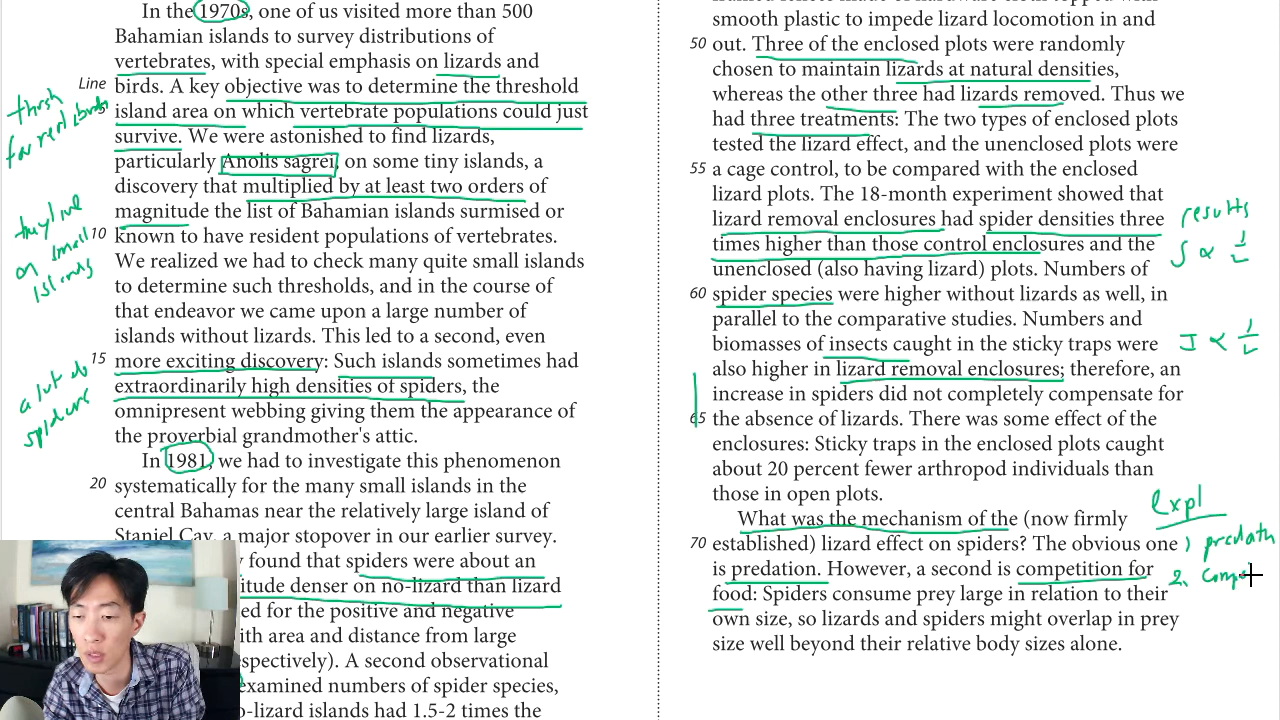 In the 1970s, one of us visited more than 500
Bahamian islands to survey distributions of
vertebrates, with special emphasis on lizards and
Line birds. A key objective was to determine the threshold
island area on which vertebrate populations could just
survive. We were astonished to find lizards,
particularly Anolis sagrei, on some tiny islands, a
discovery that multiplied by at least two orders of
magnitude the list of Bahamian islands surmised or
10 known to have resident populations of vertebrates.
We realized we had to check many quite small islands
to determine such thresholds, and in the course of
that endeavor we came upon a large number of
islands without lizards. This led to a second, even
15 more exciting discovery: Such islands sometimes had
extraordinarily high densities of spiders, the
omnipresent webbing giving them the appearance of
the proverbial grandmother's attic.
In 1981, we had to investigate this phenomenon
20 systematically for the many small islands in the
central Bahamas near the relatively large island of
Staniel Cay, a major stopover in our earlier survey.
found that spiders were about an
itude denser on no-lizard than lizard
ed for the positive and negative
ith area and distance from large
espectively). A second observational
examined numbers of spider species,
o-lizard islands had 1.5-2 times the
thrsh
for vert, birds
they live
on small
islands
a lot do
spiders
smooth plastic to impede lizard locomotion in and
50 out. Three of the enclosed plots were randomly
chosen to maintain lizards at natural densities,
whereas the other three had lizards removed. Thus we
had three treatments: The two types of enclosed plots
tested the lizard effect, and the unenclosed plots were
55 a cage control, to be compared with the enclosed
lizard plots. The 18-month experiment showed that
lizard removal enclosures had spider densities three
times higher than those control enclosures and the
unenclosed (also having lizard) plots. Numbers of
60 spider species were higher without lizards as well, in
parallel to the comparative studies. Numbers and
biomasses of insects caught in the sticky traps were
also higher in lizard removal enclosures; therefore, an
increase in spiders did not completely compensate for
65 the absence of lizards. There was some effect of the
enclosures: Sticky traps in the enclosed plots caught
about 20 percent fewer arthropod individuals than
those in open plots.
What was the mechanism of the (now firmly
70 established) lizard effect on spiders? The obvious one
is predation. However, a second is competition for
food: Spiders consume prey large in relation to their
own size, so lizards and spiders might overlap in prey
size well beyond their relative body sizes alone.
results
S ∝ 1/L
I ∝ 1/L
expl
1) predatn
2. comp